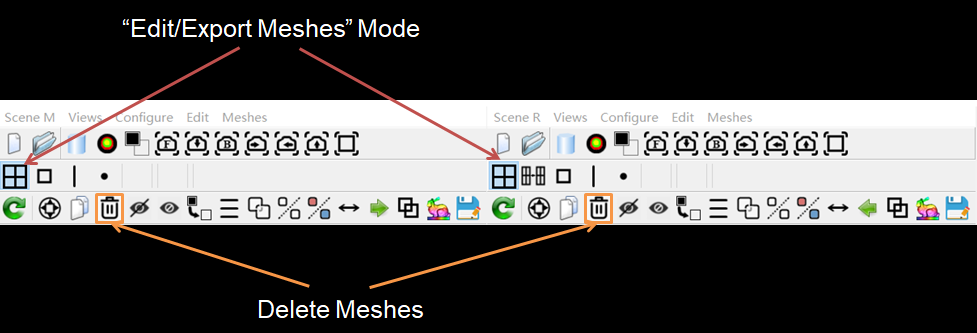 “Edit/Export Meshes” Mode
Scene M Views Configure Edit Meshes Scene R Views Configure Edit Meshes
F B F B
Delete Meshes